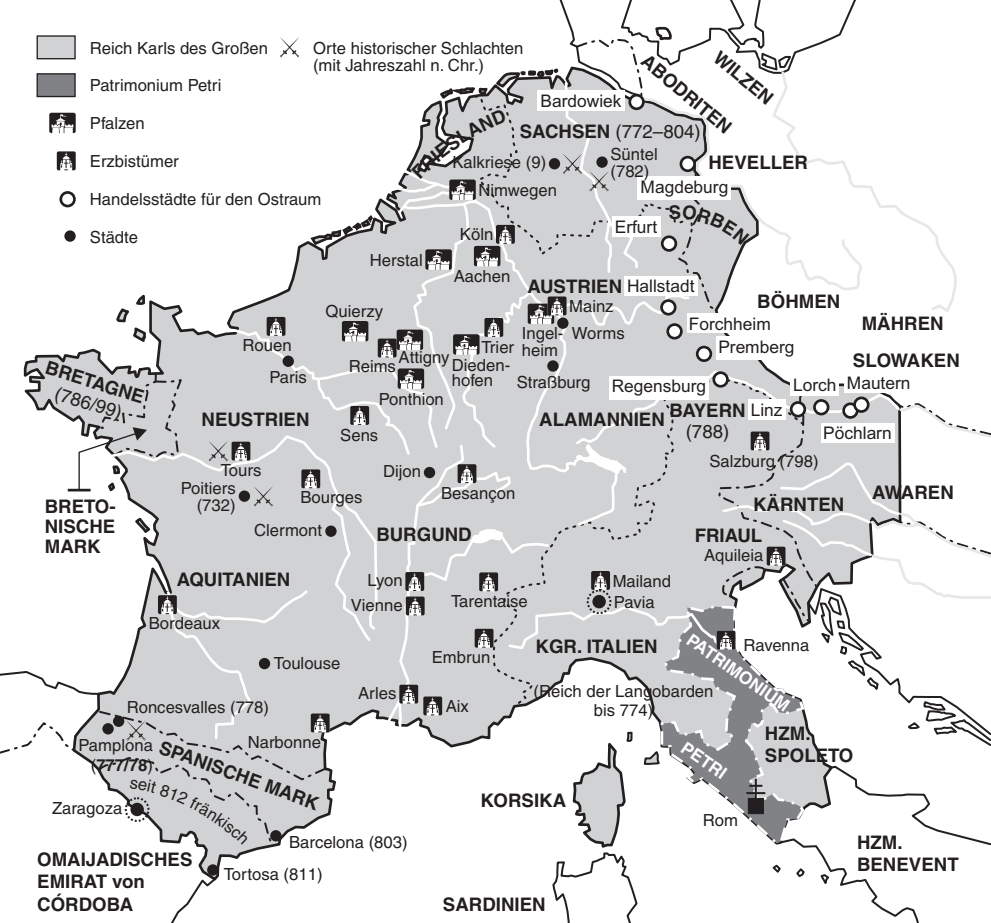 Reich Karls des Großen
Orte historischer Schlachten
(mit Jahreszahl n. Chr.)
Patrimonium Petri
Pfalzen
Erzbistümer
Handelsstädte für den Ostraum
Städte
ABODRITEN
WILZEN
Bardowiek
FRIESLAND
SACHSEN (772–804)
Kalkriese (9)
Süntel
(782)
HEVELLER
Magdeburg
Nimwegen
SORBEN
Erfurt
Köln
Herstal
Aachen
AUSTRIEN
Hallstadt
BÖHMEN
Quierzy
Mainz
Ingel-
heim
Worms
Forchheim
MÄHREN
Rouen
Reims
Attigny
Trier
Dieden-
hofen
Premberg
SLOWAKEN
Paris
Straßburg
Regensburg
Lorch
Mautern
BRETAGNE
(786/99)
Ponthion
NEUSTRIEN
Sens
ALAMANNIEN
BAYERN
(788)
Linz
Pöchlarn
Tours
Salzburg (798)
Poitiers
(732)
Bourges
Dijon
Besançon
BRETO-
NISCHE
MARK
Clermont
BURGUND
KÄRNTEN
AWAREN
FRIAUL
Aquileia
AQUITANIEN
Lyon
Vienne
Tarentaise
Mailand
Pavia
Bordeaux
Embrun
KGR. ITALIEN
Ravenna
PATRIMONIUM
PETRI
Toulouse
Arles
Aix
(Reich der Langobarden
bis 774)
Roncesvalles (778)
Pamplona
(777/78)
Narbonne
SPANISCHE MARK
seit 812 fränkisch
HZM.
SPOLETO
Zaragoza
KORSIKA
Rom
Barcelona (803)
Tortosa (811)
OMAIJADISCHES
EMIRAT von
CÓRDOBA
HZM.
BENEVENT
SARDINIEN